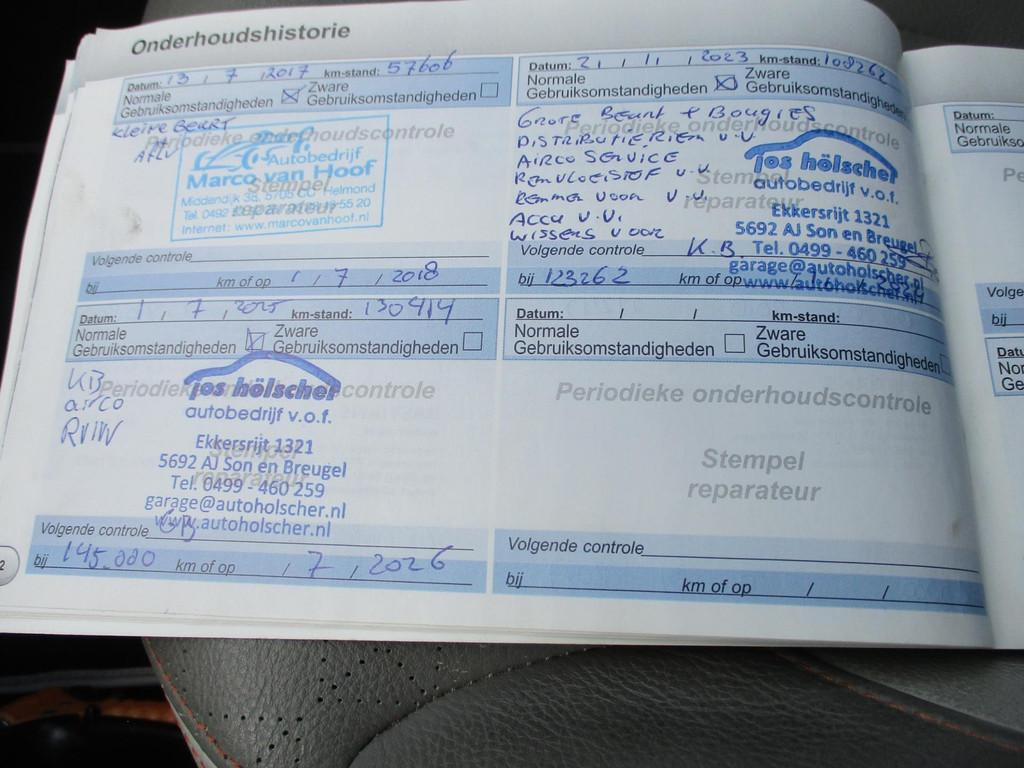 Onderhoudshistorie
Datum: 13 / 7 / 2017 km-stand: 57606
Normale Gebruiksomstandigheden Zware Gebruiksomstandigheden
Kleine Beurt
Periodieke onderhoudscontrole
Autobedrijf
Marco van Hoof
Stempel
Helmond
reparateur
Internet: www.marcovanhoof.nl
Volgende controle
bij km of op 1 / 7 / 2018
Datum: 21 / 11 / 2023 km-stand: 108262
Normale Gebruiksomstandigheden Zware Gebruiksomstandigheden
Grote Beurt + Bougies
Periodieke onderhoudscontrole
Distributie Riem v.v.
Airco Service
Remvloeistof v.v.
Remmen voor v.v.
Accu v.v.
Wissers voor
Stempel
reparateur
jos hölscher
autobedrijf v.o.f.
Ekkersrijt 1321
5692 AJ Son en Breugel
Tel. 0499 - 460 259
garage@autoholscher.nl
www.autoholscher.nl
Volgende controle K.B.
bij 123262 km of op
Datum: 1 / 7 / 2025 km-stand: 130414
Normale Gebruiksomstandigheden Zware Gebruiksomstandigheden
KB
airco
Periodieke onderhoudscontrole
jos hölscher
autobedrijf v.o.f.
Stempel
reparateur
Ekkersrijt 1321
5692 AJ Son en Breugel
Tel. 0499 - 460 259
garage@autoholscher.nl
www.autoholscher.nl
Volgende controle GB
bij 145.000 km of op / 7 / 2026
Datum: / / km-stand:
Normale Gebruiksomstandigheden Zware Gebruiksomstandigheden
Periodieke onderhoudscontrole
Stempel
reparateur
Volgende controle
bij km of op / /
2
Datum:
Normale
Gebruikso
Volge
bij
Datu
Nor
Ge